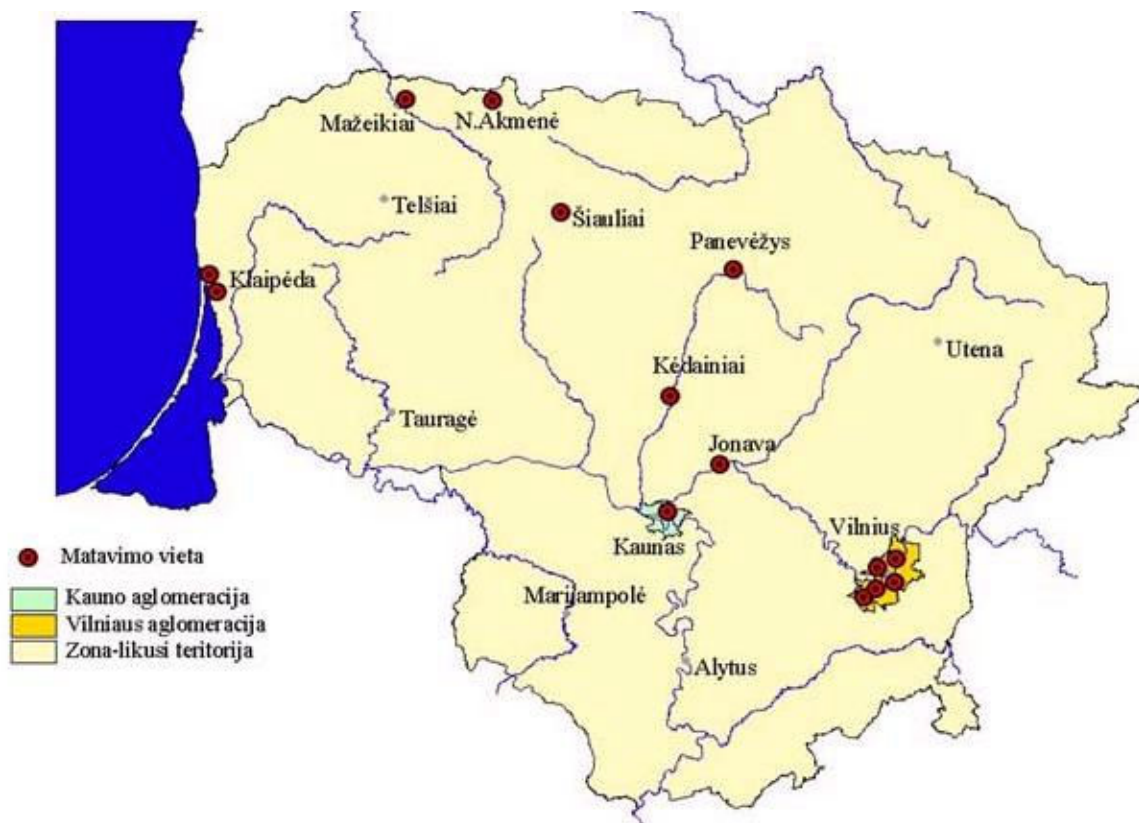 Mažeikiai
N.Akmenė
Telšiai
Šiauliai
Panevėžys
Klaipėda
Utena
Kėdainiai
Tauragė
Jonava
Vilnius
Kaunas
Marijampolė
Alytus
Matavimo vieta
Kauno aglomeracija
Vilniaus aglomeracija
Zona-likusi teritorija